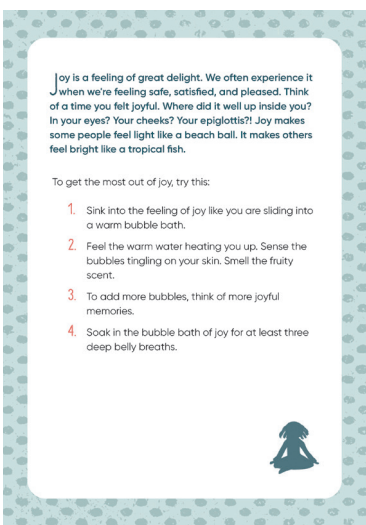 Joy is a feeling of great delight. We often experience it
when we're feeling safe, satisfied, and pleased. Think
of a time you felt joyful. Where did it well up inside you?
In your eyes? Your cheeks? Your epiglottis?! Joy makes
some people feel light like a beach ball. It makes others
feel bright like a tropical fish.
To get the most out of joy, try this:
1. Sink into the feeling of joy like you are sliding into
a warm bubble bath.
2. Feel the warm water heating you up. Sense the
bubbles tingling on your skin. Smell the fruity
scent.
3. To add more bubbles, think of more joyful
memories.
4. Soak in the bubble bath of joy for at least three
deep belly breaths.